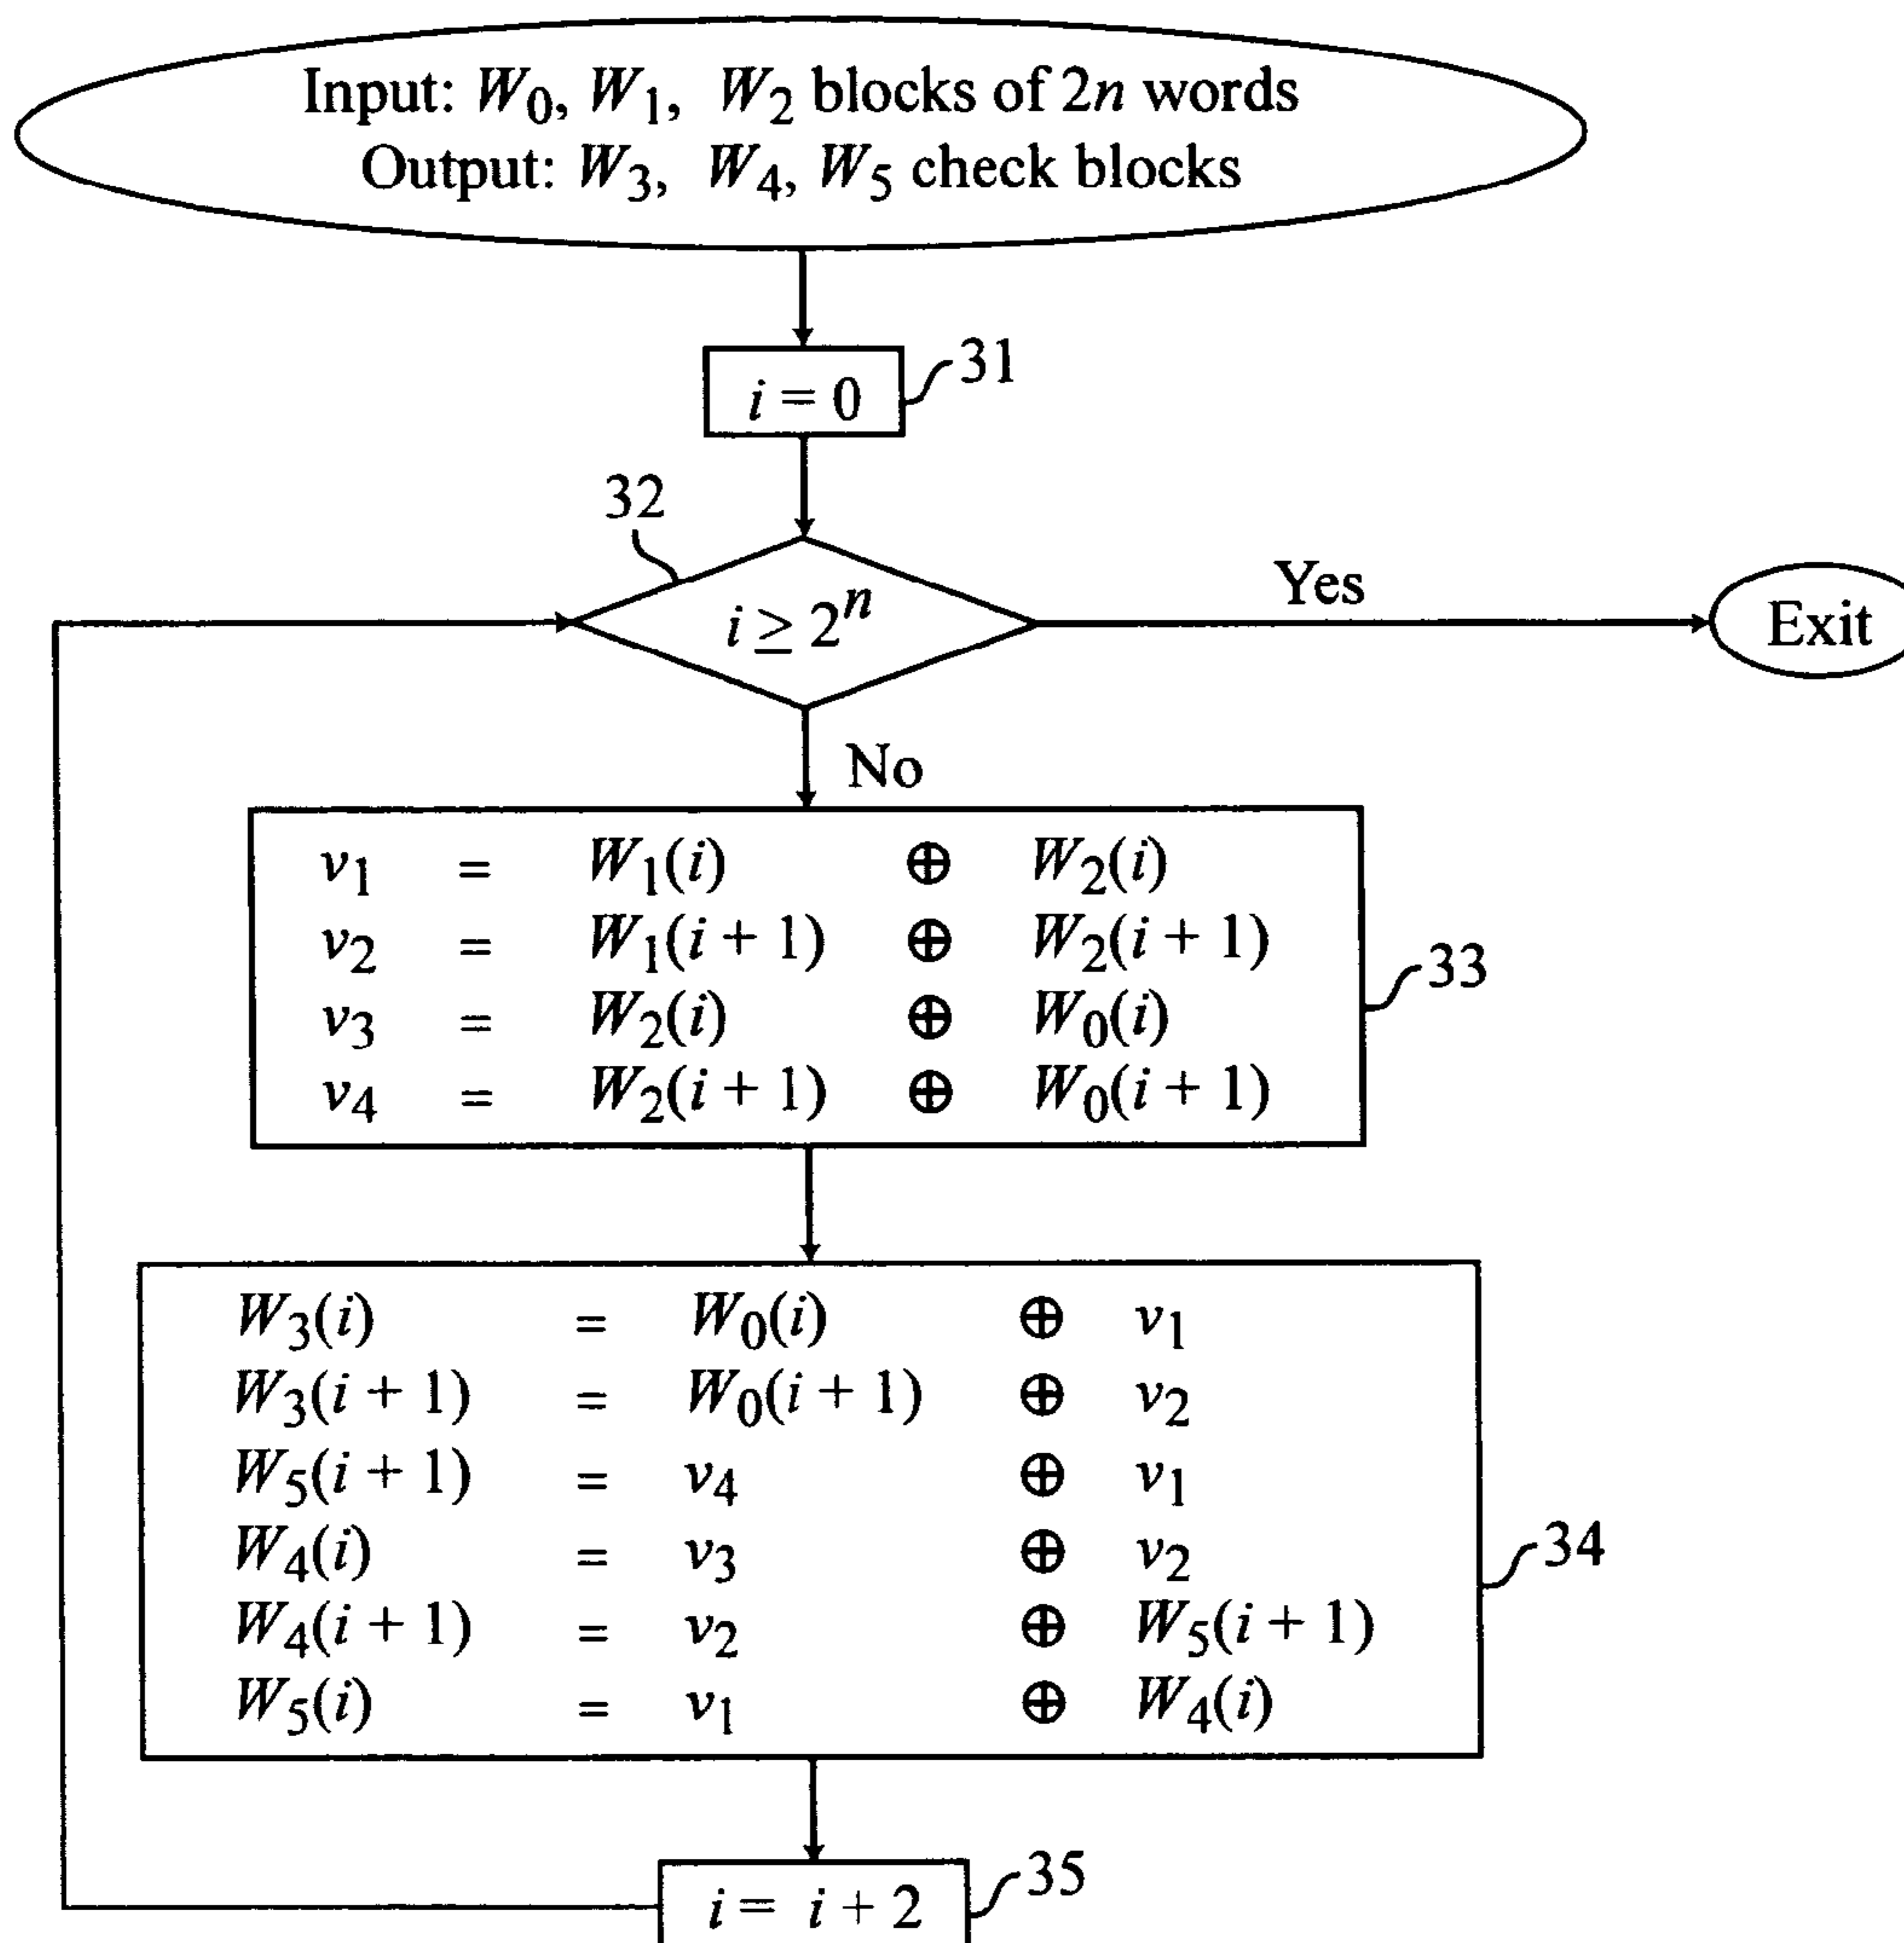 Input: W₀, W₁, W₂ blocks of 2n words
Output: W₃, W₄, W₅ check blocks
i = 0
31
32
i ≥ 2ⁿ
Yes
Exit
No
v₁ = W₁(i) ⊕ W₂(i)
v₂ = W₁(i + 1) ⊕ W₂(i + 1)
v₃ = W₂(i) ⊕ W₀(i)
v₄ = W₂(i + 1) ⊕ W₀(i + 1)
33
W₃(i) = W₀(i) ⊕ v₁
W₃(i + 1) = W₀(i + 1) ⊕ v₂
W₅(i + 1) = v₄ ⊕ v₁
W₄(i) = v₃ ⊕ v₂
W₄(i + 1) = v₂ ⊕ W₅(i + 1)
W₅(i) = v₁ ⊕ W₄(i)
34
i = i + 2
35